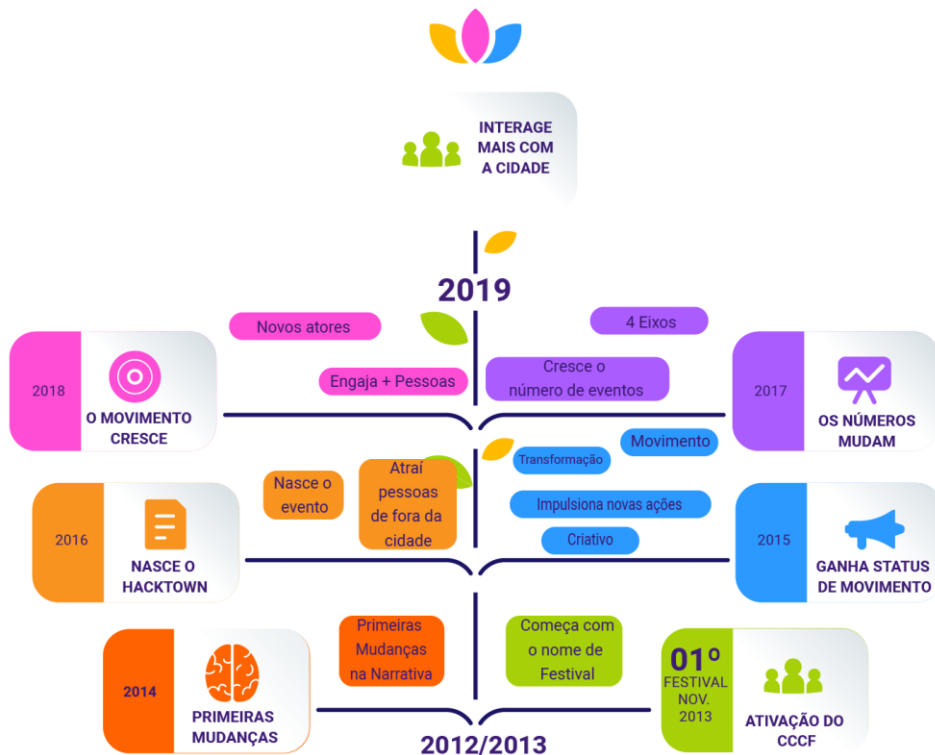 INTERAGE
MAIS COM
A CIDADE
2019
Novos atores
4 Eixos
Engaja + Pessoas
Cresce o
número de eventos
2018
O MOVIMENTO
CRESCE
2017
OS NÚMEROS
MUDAM
Movimento
Transformação
Nasce o
evento
Atraí
pessoas
de fora da
cidade
Impulsiona novas ações
Criativo
2016
NASCE O
HACKTOWN
2015
GANHA STATUS
DE MOVIMENTO
Primeiras
Mudanças
na Narrativa
Começa com
o nome de
Festival
2014
PRIMEIRAS
MUDANÇAS
01º
FESTIVAL
NOV.
2013
ATIVAÇÃO DO
CCCF
2012/2013